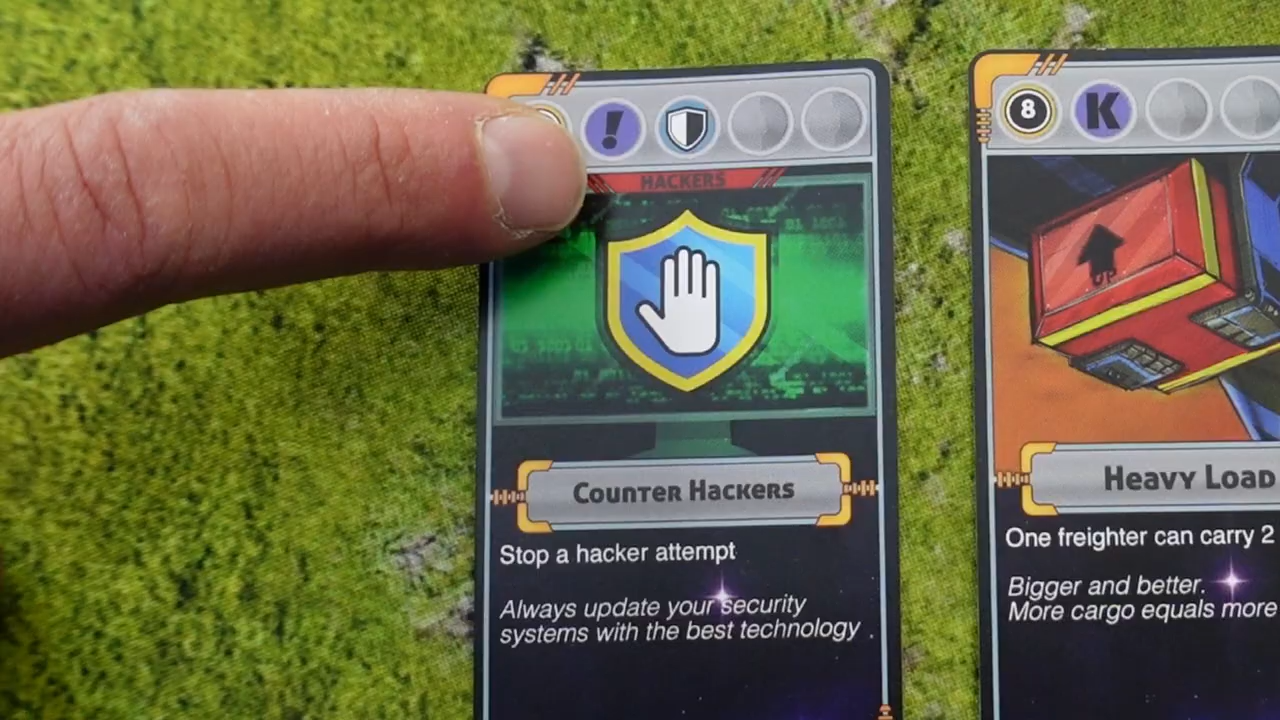 !
HACKERS
COUNTER HACKERS
Stop a hacker attempt
Always update your security
systems with the best technology .
8
K
UP
HEAVY LOAD
One freighter can carry 2
Bigger and better.
More cargo equals more